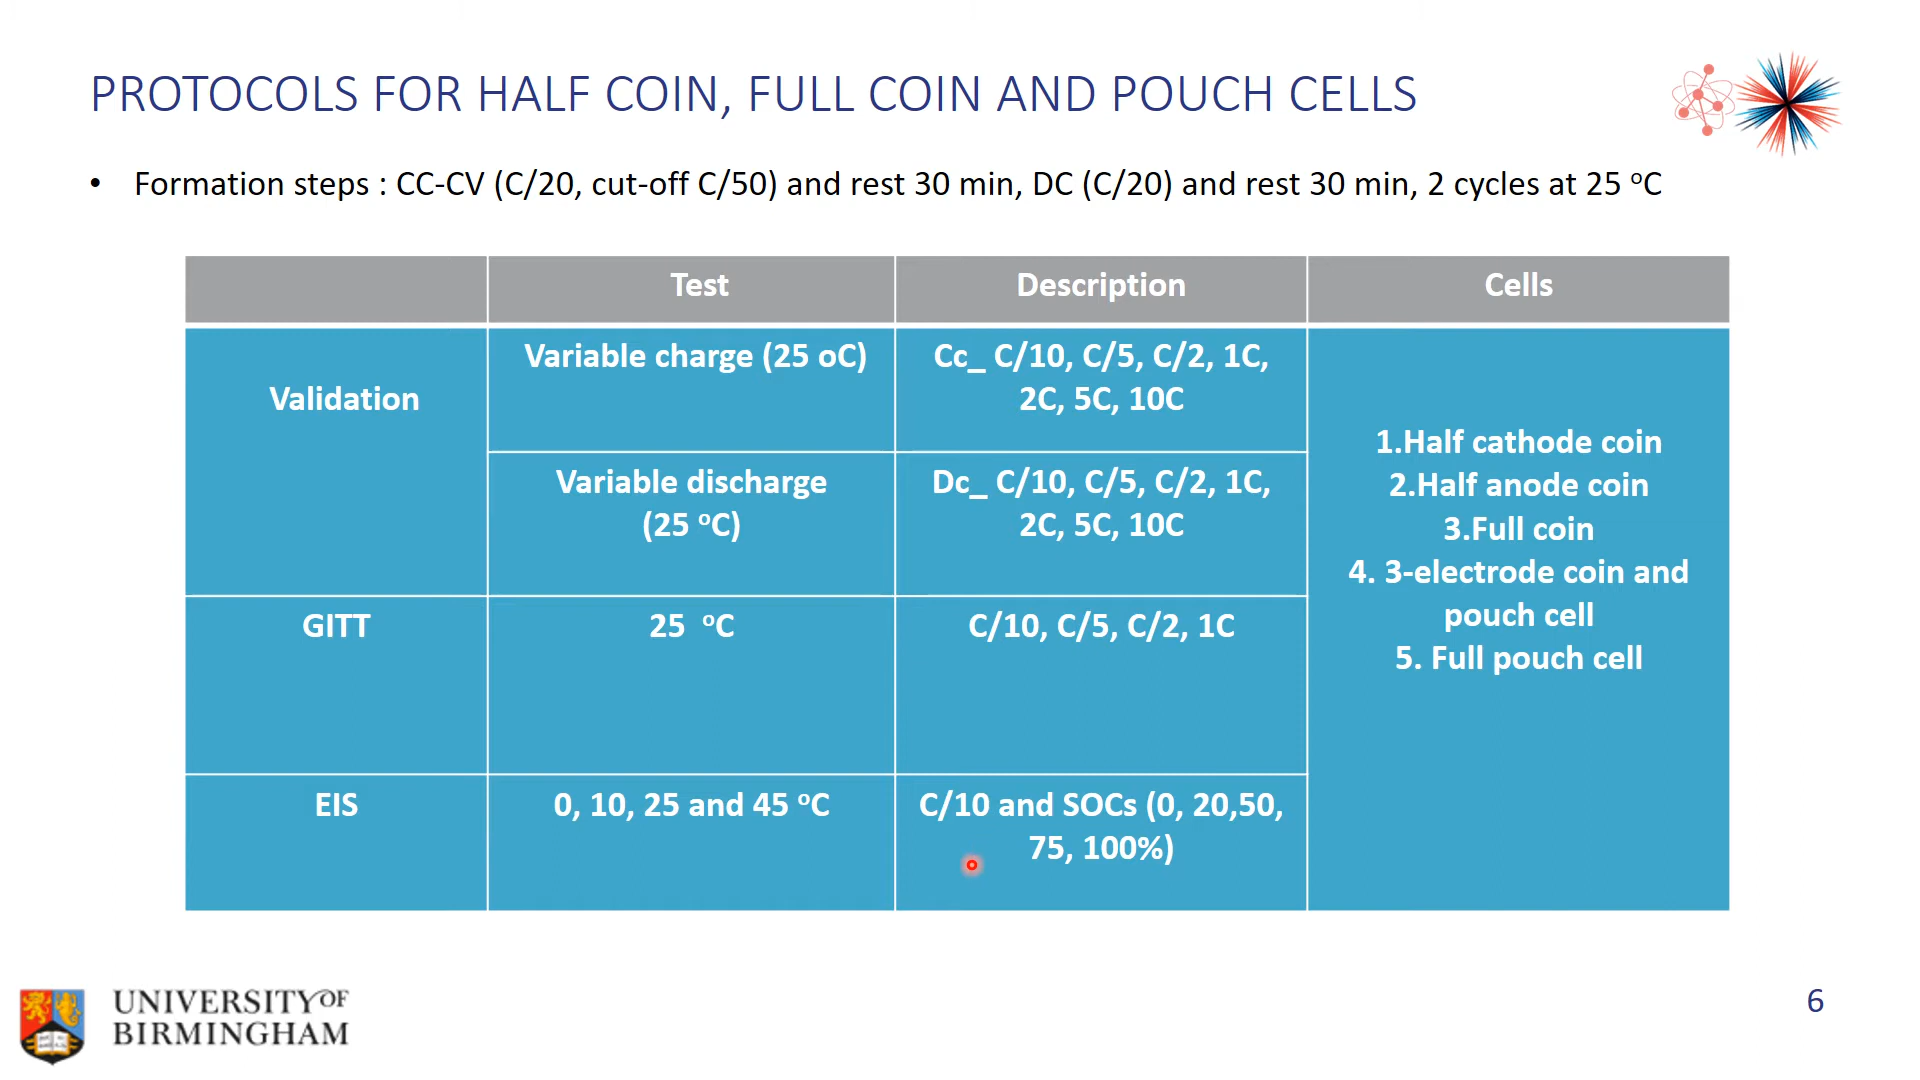 PROTOCOLS FOR HALF COIN, FULL COIN AND POUCH CELLS
• Formation steps : CC-CV (C/20, cut-off C/50) and rest 30 min, DC (C/20) and rest 30 min, 2 cycles at 25 ᵒC
Test
Description
Cells
Validation
Variable charge (25 oC)
Cc_ C/10, C/5, C/2, 1C,
2C, 5C, 10C
Variable discharge
(25 ᵒC)
Dc_ C/10, C/5, C/2, 1C,
2C, 5C, 10C
GITT
25 ᵒC
C/10, C/5, C/2, 1C
EIS
0, 10, 25 and 45 ᵒC
C/10 and SOCs (0, 20,50,
75, 100%)
1.Half cathode coin
2.Half anode coin
3.Full coin
4. 3-electrode coin and
pouch cell
5. Full pouch cell
UNIVERSITY OF
BIRMINGHAM
6